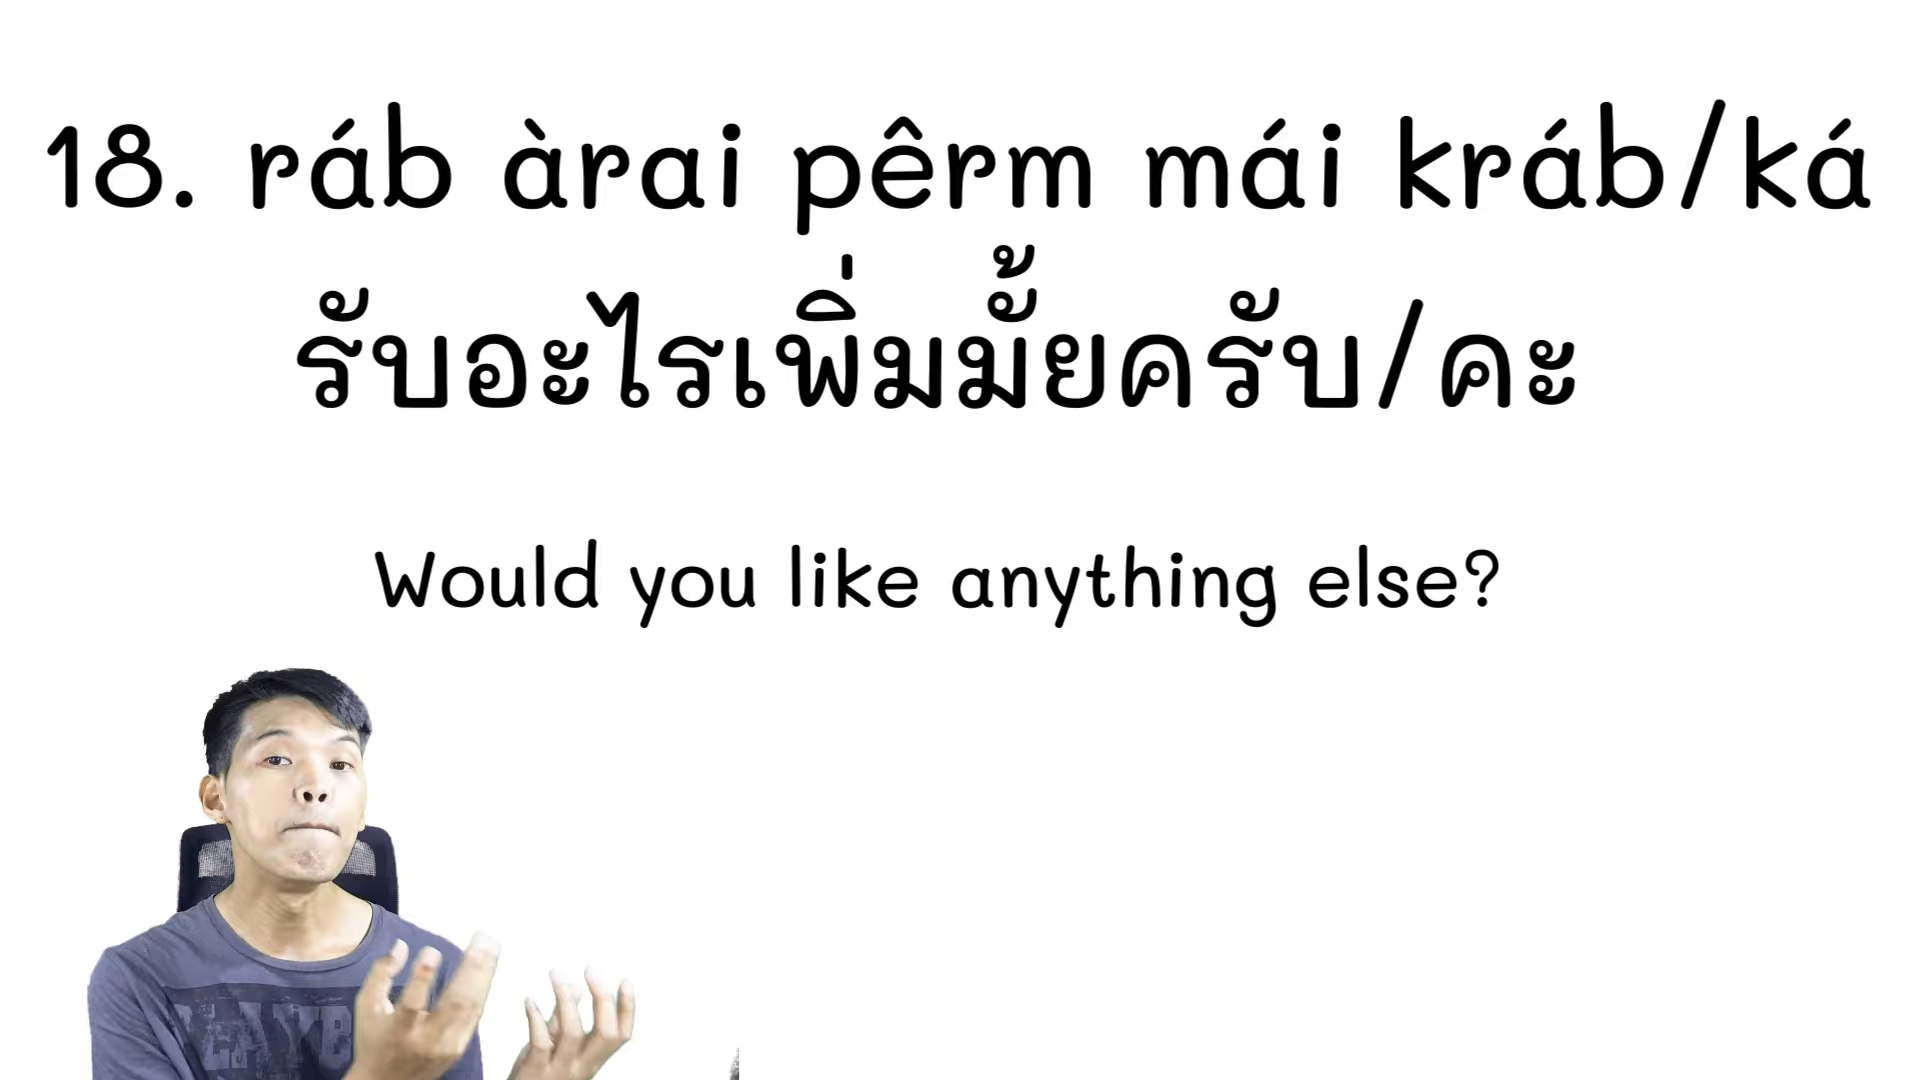 18. ráb àrai pêrm mái kráb/ká
รับอะไรเพิ่มมั้ยครับ/คะ
Would you like anything else?